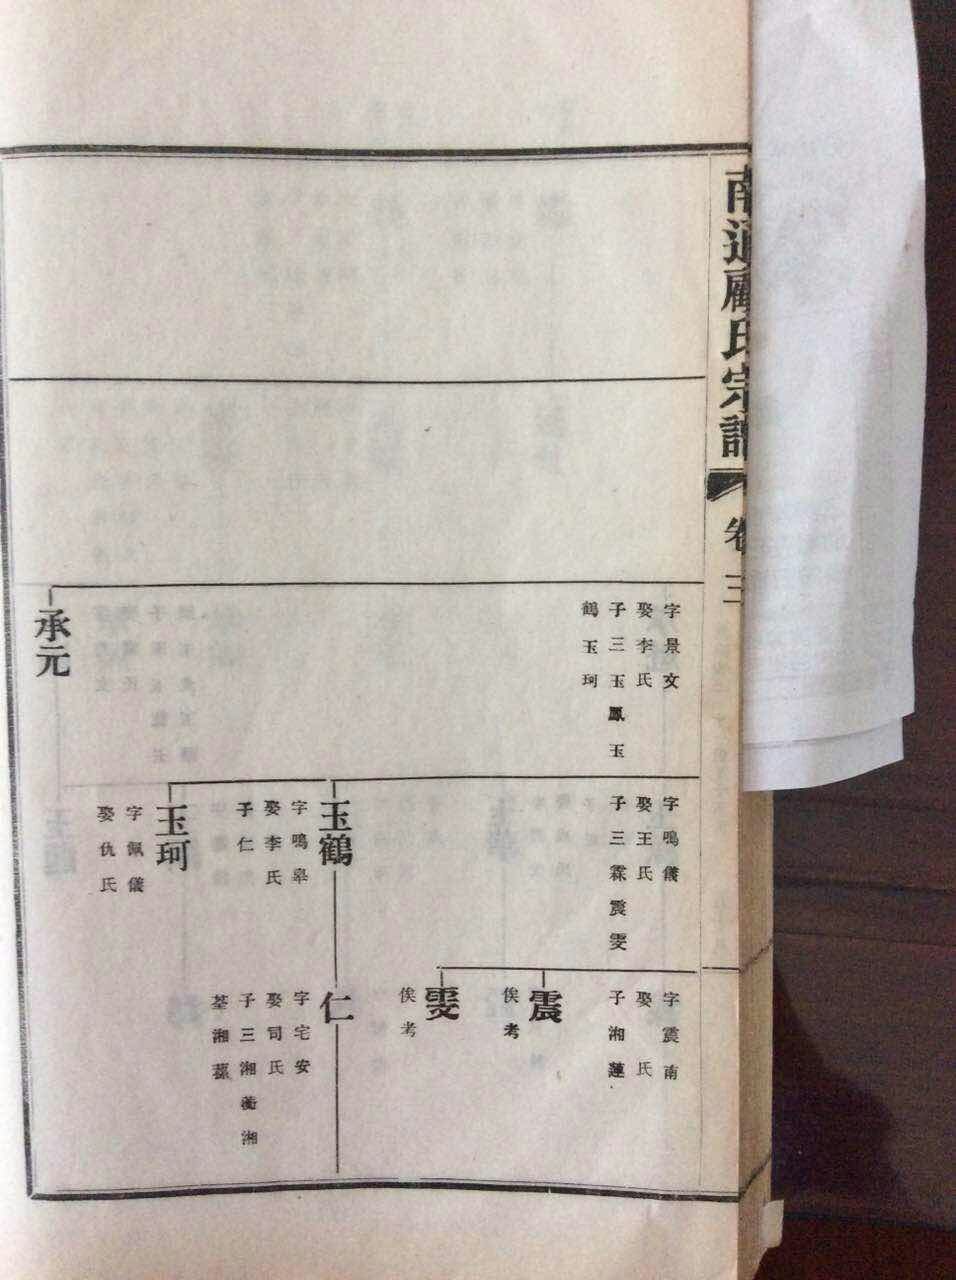 南通顧氏宗譜
卷三
字景文
娶李氏
子三玉鳳玉
鶴玉珂
承元
字鳴儀
娶王氏
子三霖震雯
玉鶴
字鳴皋
娶李氏
子仁
玉珂
字佩儀
娶仇氏
字震南
娶 氏
子湘蓮
震
俟考
雯
俟考
仁
字宅安
娶司氏
子三湘蘅湘
荃湘蓀